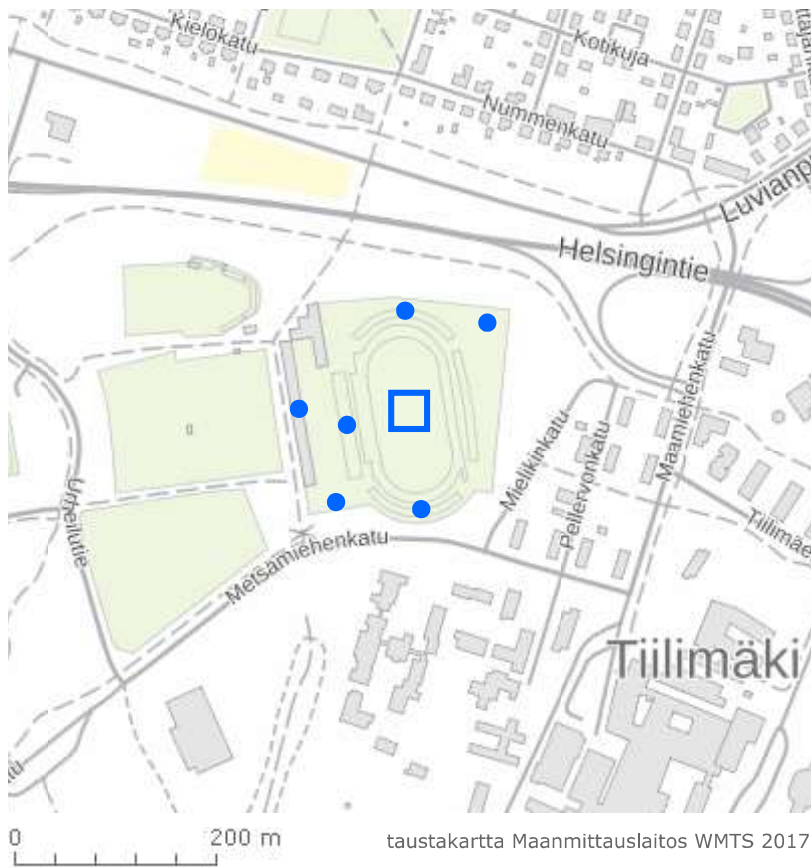 Kielokatu
Kotikuja
Nummenkatu
Luvianp
Helsingintie
Maamiehenkatu
Mielikinkatu
Pellervonkatu
Urheilutie
Tiilimäe
Metsämiehenkatu
Tiilimäki
0 200 m
taustakartta Maanmittauslaitos WMTS 2017